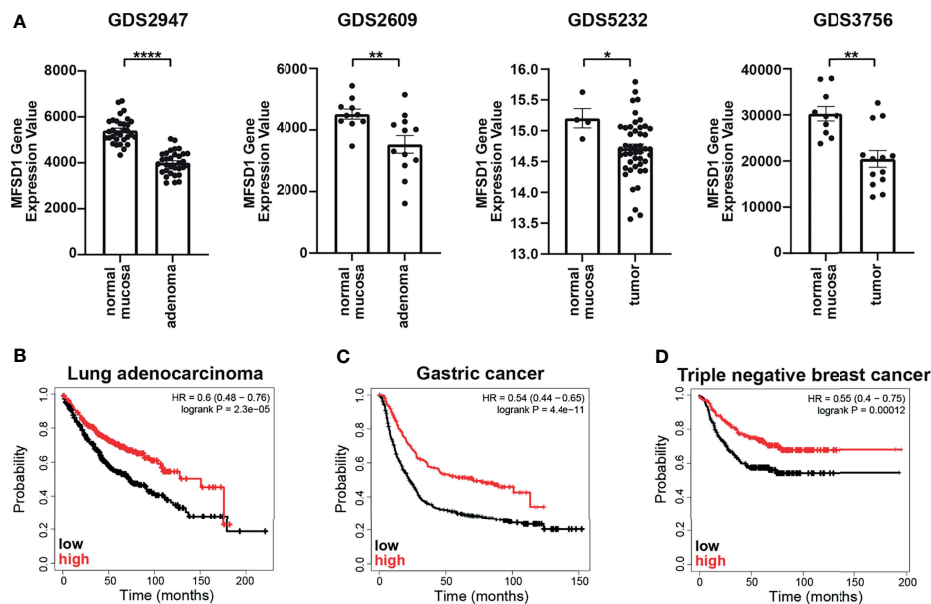 A
GDS2947
GDS2609
GDS5232
GDS3756
MFSD1 Gene
Expression Value
8000
6000
4000
2000
0
****
normal
mucosa
adenoma
MFSD1 Gene
Expression Value
6000
4000
2000
0
**
normal
mucosa
adenoma
MFSD1 Gene
Expression Value
16.0
15.5
15.0
14.5
14.0
13.5
13.0
*
normal
mucosa
tumor
MFSD1 Gene
Expression Value
40000
30000
20000
10000
0
**
normal
mucosa
tumor
B
Lung adenocarcinoma
HR = 0.6 (0.48 − 0.76)
logrank P = 2.3e−05
Probability
1.0
0.8
0.6
0.4
0.2
0.0
low
high
0 50 100 150 200
Time (months)
C
Gastric cancer
HR = 0.54 (0.44 − 0.65)
logrank P = 4.4e−11
Probability
1.0
0.8
0.6
0.4
0.2
0.0
low
high
0 50 100 150
Time (months)
D
Triple negative breast cancer
HR = 0.55 (0.4 − 0.75)
logrank P = 0.00012
Probability
1.0
0.8
0.6
0.4
0.2
0.0
low
high
0 50 100 150 200
Time (months)